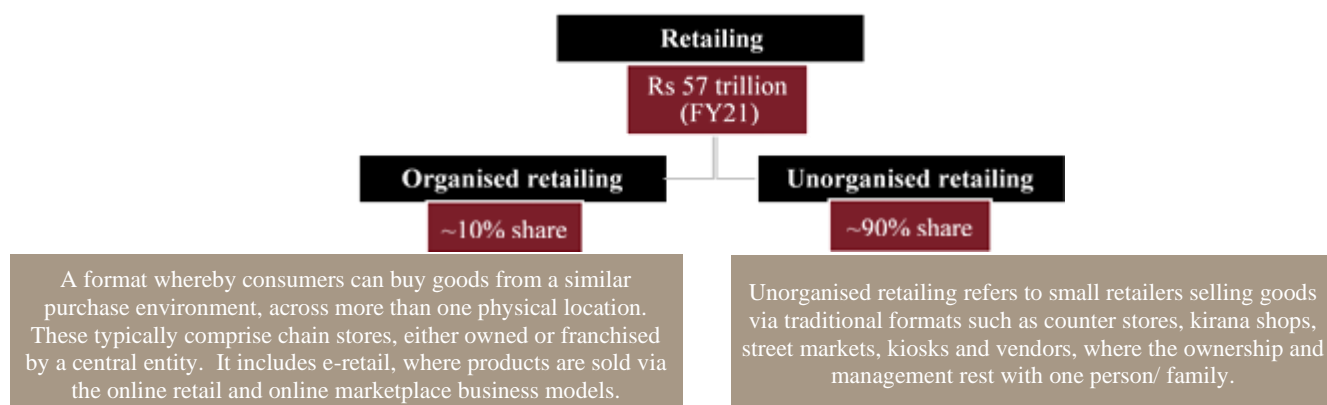 Retailing
Rs 57 trillion
(FY21)
Organised retailing
~10% share
A format whereby consumers can buy goods from a similar
purchase environment, across more than one physical location.
These typically comprise chain stores, either owned or franchised
by a central entity. It includes e-retail, where products are sold via
the online retail and online marketplace business models.
Unorganised retailing
~90% share
Unorganised retailing refers to small retailers selling goods
via traditional formats such as counter stores, kirana shops,
street markets, kiosks and vendors, where the ownership and
management rest with one person/ family.